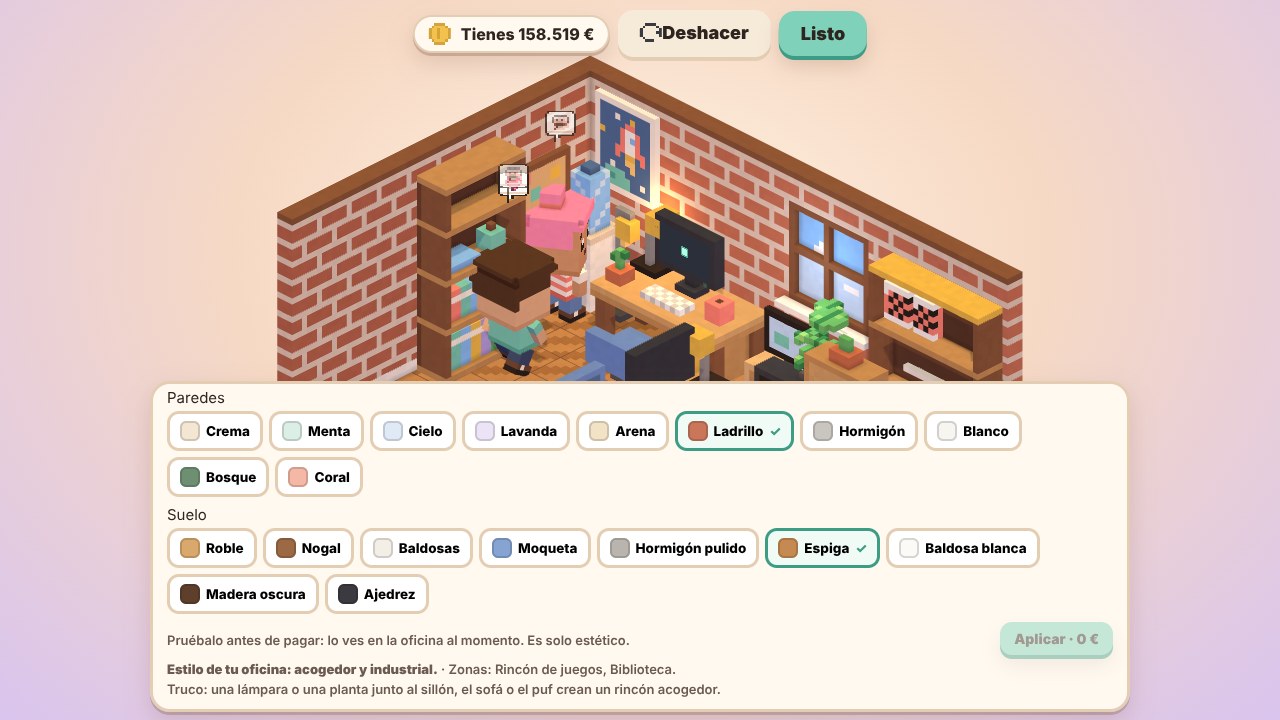 Tienes 158.519 €
Deshacer
Listo
Paredes
Crema
Menta
Cielo
Lavanda
Arena
Ladrillo
Hormigón
Blanco
Bosque
Coral
Suelo
Roble
Nogal
Baldosas
Moqueta
Hormigón pulido
Espiga
Baldosa blanca
Madera oscura
Ajedrez
Pruébalo antes de pagar: lo ves en la oficina al momento. Es solo estético.
Aplicar · 0 €
Estilo de tu oficina: acogedor y industrial. · Zonas: Rincón de juegos, Biblioteca.
Truco: una lámpara o una planta junto al sillón, el sofá o el puf crean un rincón acogedor.